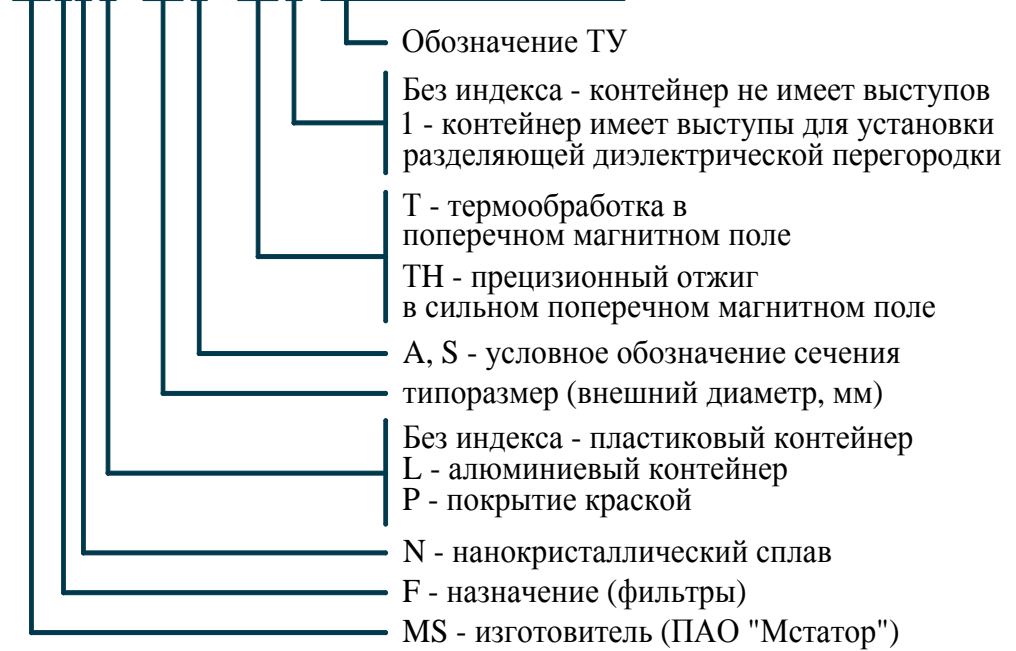 Обозначение ТУ
Без индекса - контейнер не имеет выступов
1 - контейнер имеет выступы для установки
разделяющей диэлектрической перегородки
Т - термообработка в
поперечном магнитном поле
ТН - прецизионный отжиг
в сильном поперечном магнитном поле
A, S - условное обозначение сечения
типоразмер (внешний диаметр, мм)
Без индекса - пластиковый контейнер
L - алюминиевый контейнер
P - покрытие краской
N - нанокристаллический сплав
F - назначение (фильтры)
MS - изготовитель (ПАО "Мстатор")